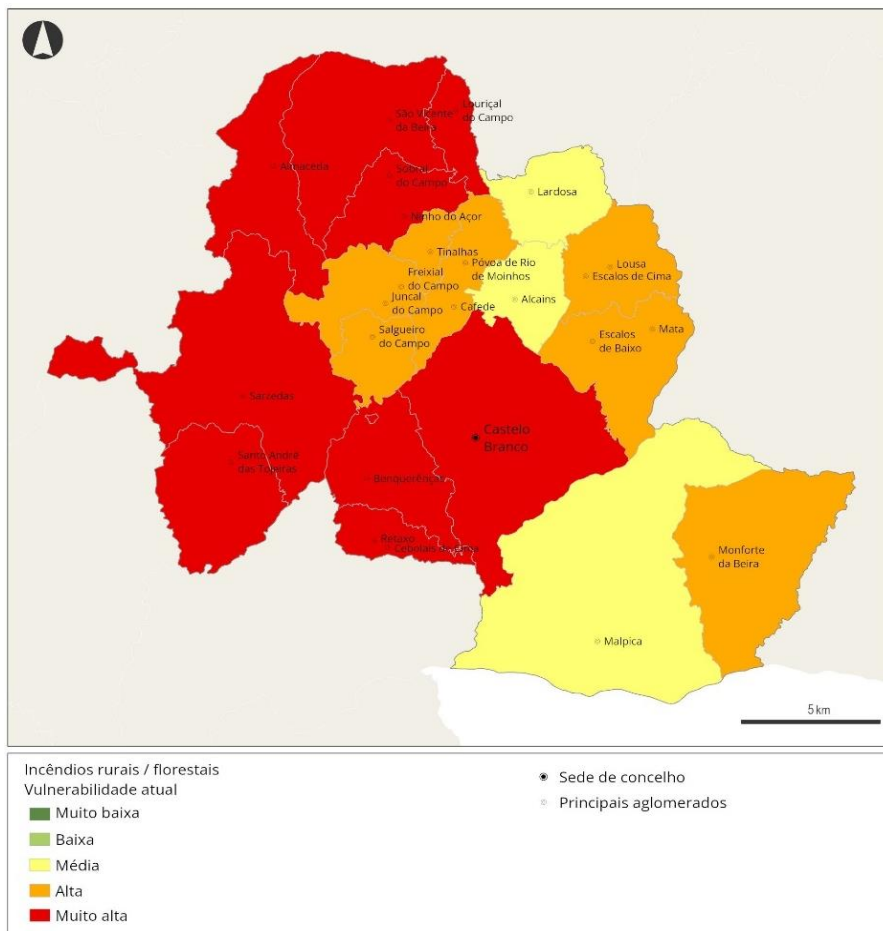 São Vicente
da Beira
Louriçal
do Campo
Almaceda
Sobral
do Campo
Lardosa
Ninho do Açor
Tinalhas
Póvoa de Rio
de Moinhos
Lousa
Escalos de Cima
Freixial
do Campo
Juncal
do Campo
Cafede
Alcains
Salgueiro
do Campo
Escalos
de Baixo
Mata
Sarzedas
Castelo
Branco
Santo André
das Tojeiras
Benquerenças
Retaxo
Cebolais de Cima
Monforte
da Beira
Malpica
5 km
Incêndios rurais / florestais
Vulnerabilidade atual
Muito baixa
Baixa
Média
Alta
Muito alta
Sede de concelho
Principais aglomerados